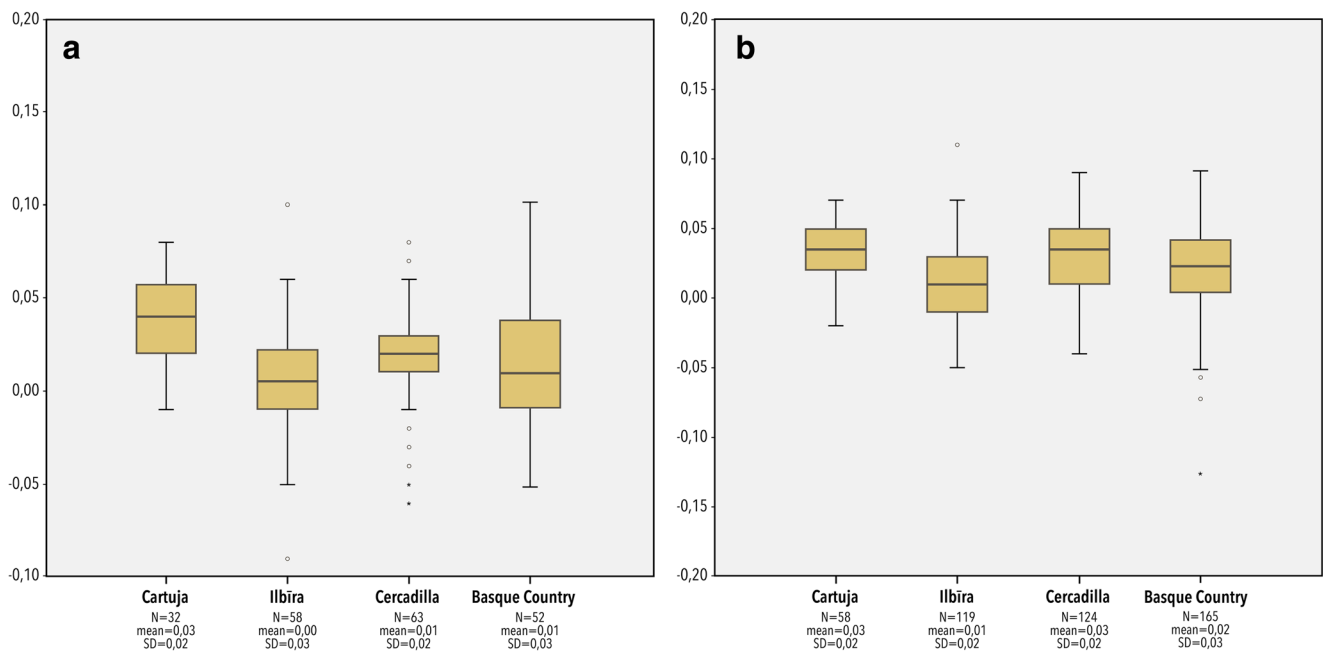 a
0,20
0,15
0,10
0,05
0,00
-0,05
-0,10
Cartuja Ilbīra Cercadilla Basque Country
N=32 N=58 N=63 N=52
mean=0,03 mean=0,00 mean=0,01 mean=0,01
SD=0,02 SD=0,03 SD=0,02 SD=0,03
b
0,20
0,15
0,10
0,05
0,00
-0,05
-0,10
-0,15
-0,20
Cartuja Ilbīra Cercadilla Basque Country
N=58 N=119 N=124 N=165
mean=0,03 mean=0,01 mean=0,03 mean=0,02
SD=0,02 SD=0,02 SD=0,02 SD=0,03